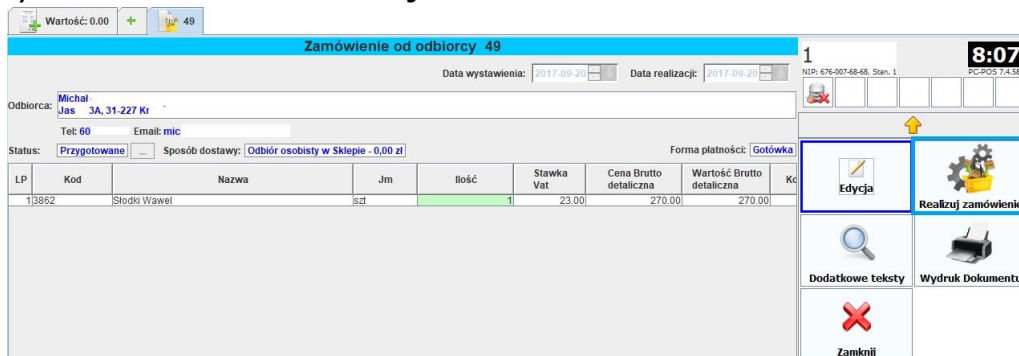 Wartość: 0.00
+
49
Zamówienie od odbiorcy 49
Data wystawienia: 2017-09-20
Data realizacji: 2017-09-20
Odbiorca:
Michał
Jas 3A, 31-227 Kr
Tel: 60 Email: mic
Status: Przygotowane ... Sposób dostawy: Odbiór osobisty w Sklepie - 0,00 zł
Forma płatności: Gotówka
LP Kod Nazwa Jm Ilość Stawka Vat Cena Brutto detaliczna Wartość Brutto detaliczna Kc
1 3862 Słodki Wawel szt 1 23.00 270.00 270.00
1
8:07
NIP: 676-007-68-68, Stan. 1
PC-POS 7.4.58
Edycja
Realizuj zamówienie
Dodatkowe teksty
Wydruk Dokumentu
Zamknij